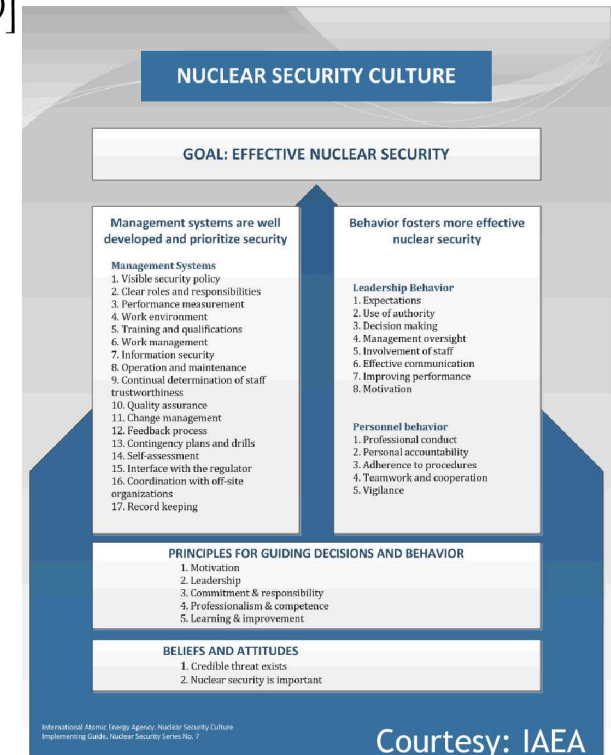 NUCLEAR SECURITY CULTURE
GOAL: EFFECTIVE NUCLEAR SECURITY
Management systems are well
developed and prioritize security
Management Systems
1. Visible security policy
2. Clear roles and responsibilities
3. Performance measurement
4. Work environment
5. Training and qualifications
6. Work management
7. Information security
8. Operation and maintenance
9. Continual determination of staff
trustworthiness
10. Quality assurance
11. Change management
12. Feedback process
13. Contingency plans and drills
14. Self-assessment
15. Interface with the regulator
16. Coordination with off-site
organizations
17. Record keeping
Behavior fosters more effective
nuclear security
Leadership Behavior
1. Expectations
2. Use of authority
3. Decision making
4. Management oversight
5. Involvement of staff
6. Effective communication
7. Improving performance
8. Motivation
Personnel behavior
1. Professional conduct
2. Personal accountability
3. Adherence to procedures
4. Teamwork and cooperation
5. Vigilance
PRINCIPLES FOR GUIDING DECISIONS AND BEHAVIOR
1. Motivation
2. Leadership
3. Commitment & responsibility
4. Professionalism & competence
5. Learning & improvement
BELIEFS AND ATTITUDES
1. Credible threat exists
2. Nuclear security is important
International Atomic Energy Agency, Nuclear Security Culture
Implementing Guide, Nuclear Security Series No. 7
Courtesy: IAEA